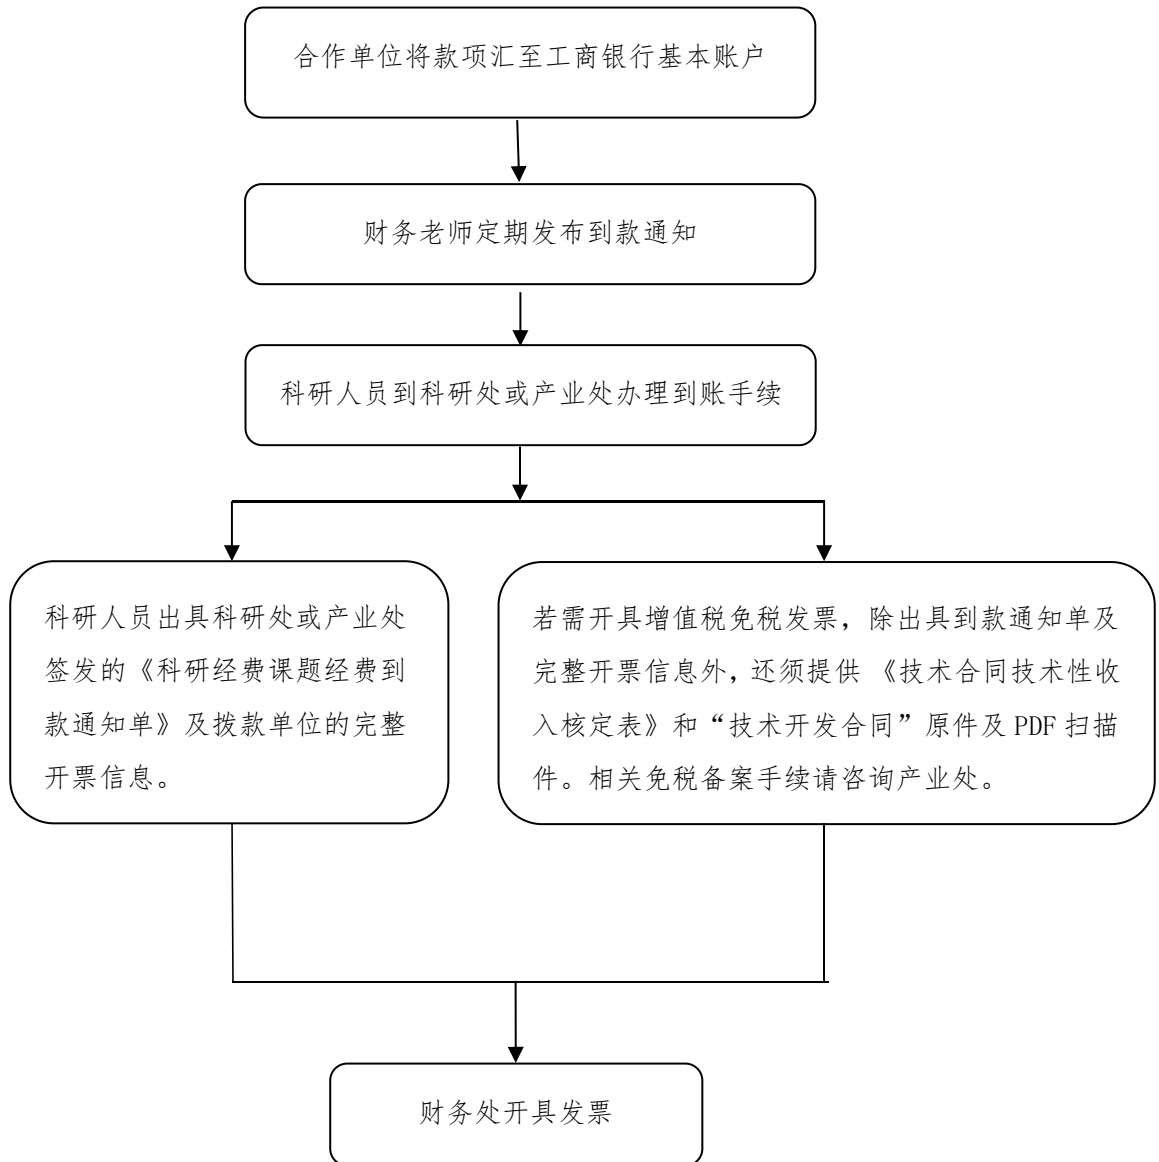 合作单位将款项汇至工商银行基本账户
财务老师定期发布到款通知
科研人员到科研处或产业处办理到账手续
科研人员出具科研处或产业处
签发的《科研经费课题经费到
款通知单》及拨款单位的完整
开票信息。
若需开具增值税免税发票，除出具到款通知单及
完整开票信息外，还须提供 《技术合同技术性收
入核定表》和“技术开发合同”原件及 PDF 扫描
件。相关免税备案手续请咨询产业处。
财务处开具发票